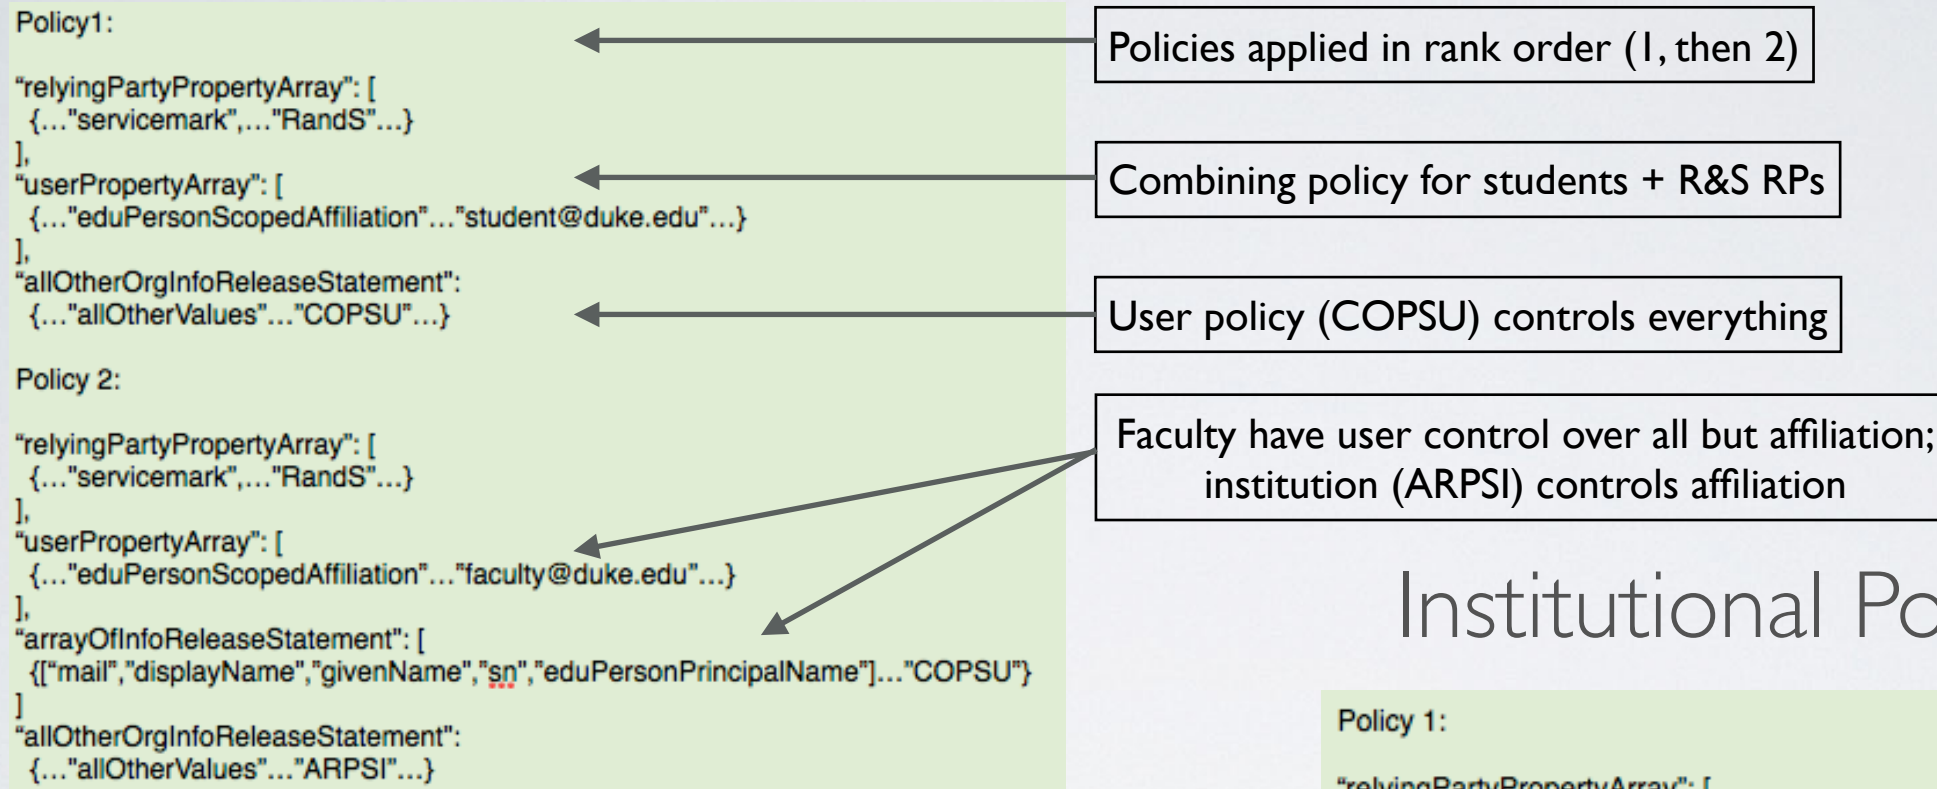 Policy1:
“relyingPartyPropertyArray": [
{…"servicemark”,…"RandS”…}
],
“userPropertyArray": [
{…"eduPersonScopedAffiliation”…”student@duke.edu”…}
],
“allOtherOrgInfoReleaseStatement":
{…"allOtherValues”…”COPSU”…}
Policy 2:
“relyingPartyPropertyArray": [
{…"servicemark”,…"RandS”…}
],
“userPropertyArray": [
{…"eduPersonScopedAffiliation”…”faculty@duke.edu”…}
],
“arrayOfInfoReleaseStatement": [
{[“mail”,”displayName”,”givenName”,”sn”,”eduPersonPrincipalName”]…”COPSU”}
]
“allOtherOrgInfoReleaseStatement":
{…"allOtherValues”…”ARPSI”…}
Policies applied in rank order (1, then 2)
Combining policy for students + R&S RPs
User policy (COPSU) controls everything
Faculty have user control over all but affiliation;
institution (ARPSI) controls affiliation
Institutional Po
Policy 1:
“relyingPartyPropertyArray": [